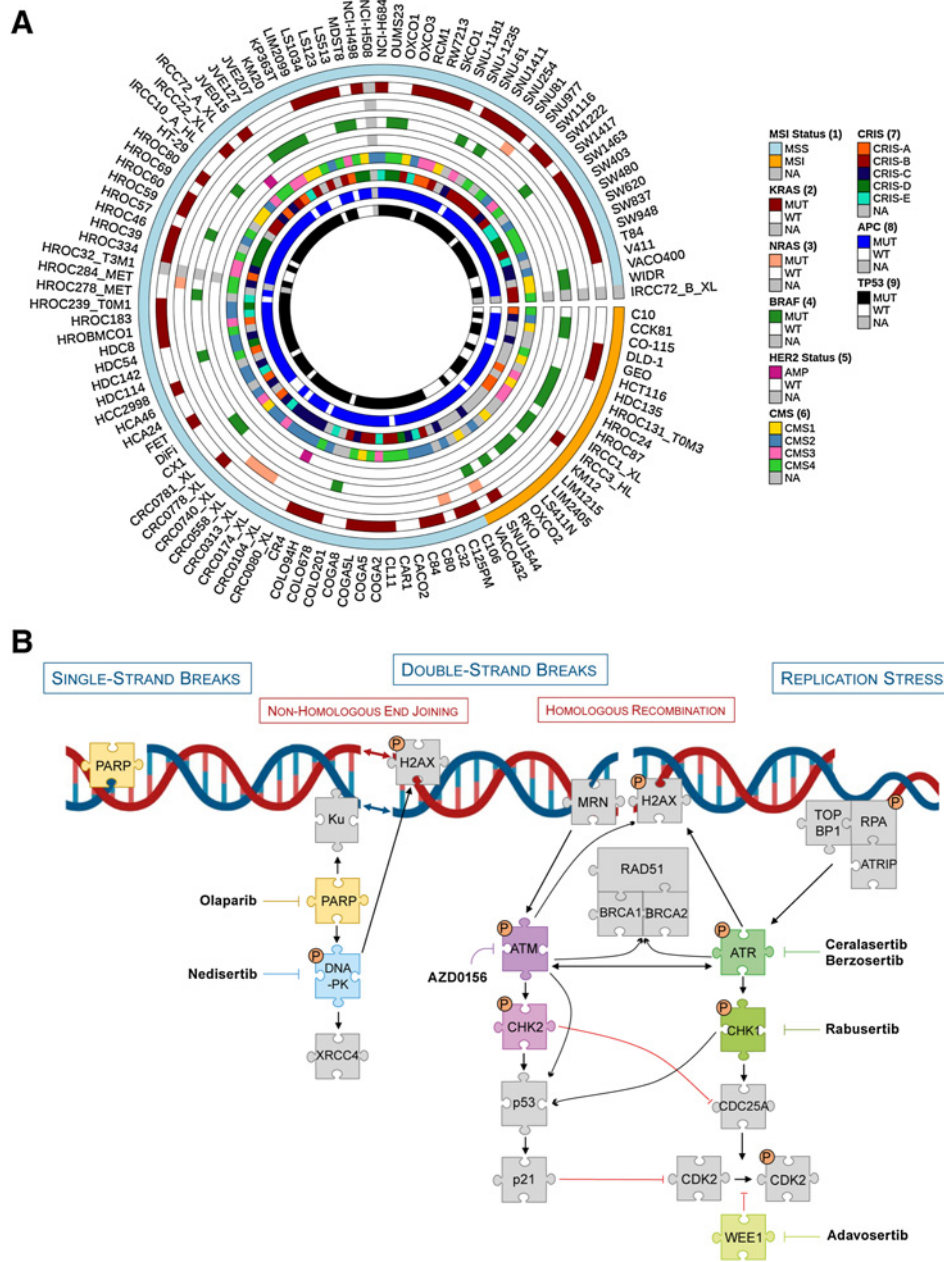 A
NCI-H684
OUMS23
OXCO1
OXCO3
RCM1
RW7213
SKCO1
SNU-1181
SNU-1235
SNU-61
SNU1411
SNU254
SNU81
SNU977
SW1116
SW1222
SW1417
SW1463
SW403
SW480
SW620
SW837
SW948
T84
V411
VACO400
WIDR
IRCC72_B_XL
C10
CCK81
CO-115
DLD-1
GEO
HCT116
HDC135
HROC131_T0M3
HROC24
HROC87
IRCC1_XL
IRCC3_HL
KM12
LIM1215
LIM2405
LS411N
OXCO2
RKO
SNU1544
VACO432
C106
C125PM
C32
C80
C84
CACO2
CAR1
CL11
COGA2
COGA5
COGA5L
COGA8
COLO201
COLO678
COLO94H
CR4
CRC0080_XL
CRC0104_XL
CRC0174_XL
CRC0313_XL
CRC0558_XL
CRC0740_XL
CRC0778_XL
CRC0781_XL
CX1
DiFi
FET
HCA24
HCA46
HCC2998
HDC114
HDC142
HDC54
HDC8
HROBMCO1
HROC183
HROC239_T0M1
HROC278_MET
HROC284_MET
HROC32_T3M1
HROC334
HROC39
HROC46
HROC57
HROC59
HROC60
HROC69
HROC80
HT-29
IRCC10_A_HL
IRCC22_XL
IRCC72_A_XL
JVE015
JVE127
JVE207
KM20
KP363T
LIM2099
LS1034
LS123
LS513
MDST8
NCI-H498
NCI-H508
MSI Status (1)
MSS
MSI
NA
KRAS (2)
MUT
WT
NA
NRAS (3)
MUT
WT
NA
BRAF (4)
MUT
WT
NA
HER2 Status (5)
AMP
WT
NA
CMS (6)
CMS1
CMS2
CMS3
CMS4
NA
CRIS (7)
CRIS-A
CRIS-B
CRIS-C
CRIS-D
CRIS-E
NA
APC (8)
MUT
WT
NA
TP53 (9)
MUT
WT
NA
B
SINGLE-STRAND BREAKS
DOUBLE-STRAND BREAKS
REPLICATION STRESS
NON-HOMOLOGOUS END JOINING
HOMOLOGOUS RECOMBINATION
PARP
P
H2AX
Ku
MRN
P
H2AX
TOP
BP1
RPA
P
ATRIP
RAD51
BRCA1
BRCA2
Olaparib
PARP
Nedisertib
P
DNA
-PK
XRCC4
P
ATM
AZD0156
P
ATR
Ceralasertib
Berzosertib
P
CHK2
P
CHK1
Rabusertib
p53
CDC25A
p21
CDK2
P
CDK2
WEE1
Adavosertib